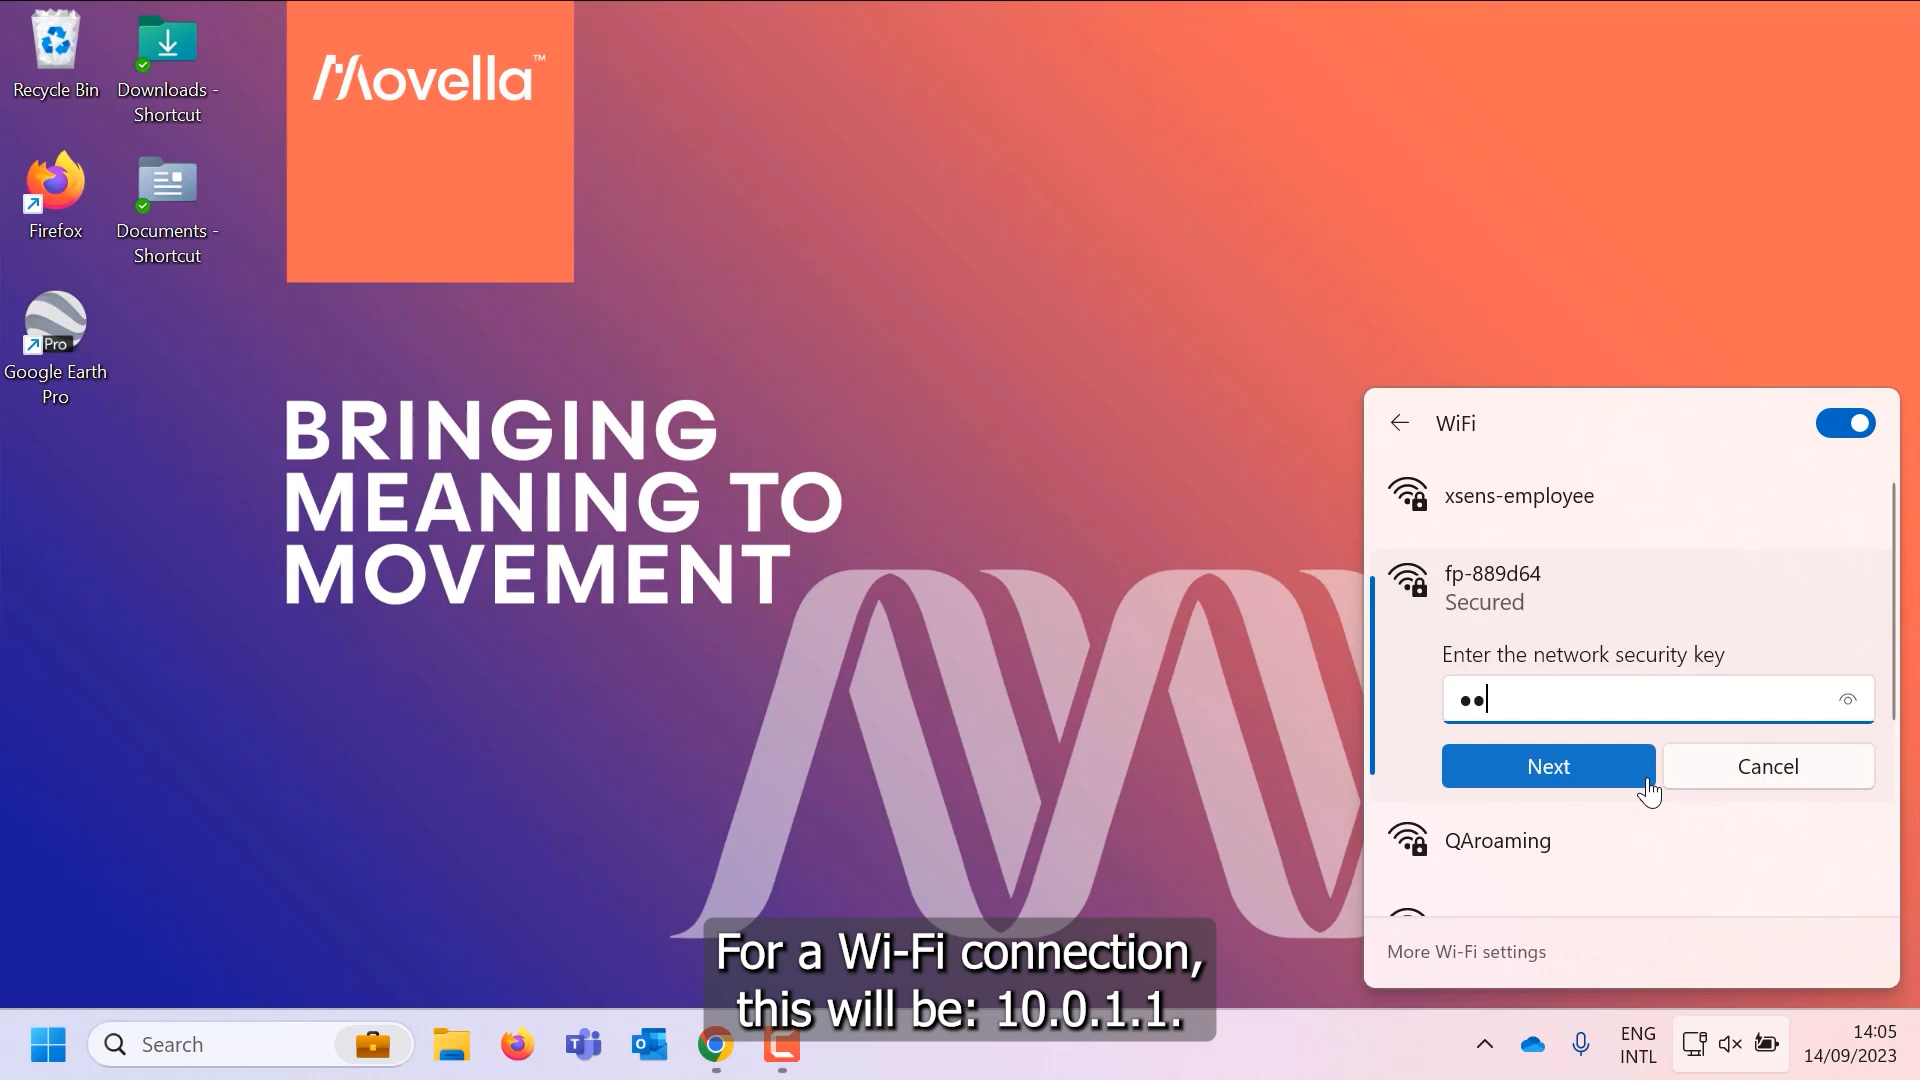 Recycle Bin
Downloads -
Shortcut
Firefox
Documents -
Shortcut
Pro
Google Earth
Pro
Movella™
BRINGING
MEANING TO
MOVEMENT
WiFi
xsens-employee
fp-889d64
Secured
Enter the network security key
Next
Cancel
QAroaming
More Wi-Fi settings
For a Wi-Fi connection,
this will be: 10.0.1.1.
Search
ENG
INTL
14:05
14/09/2023